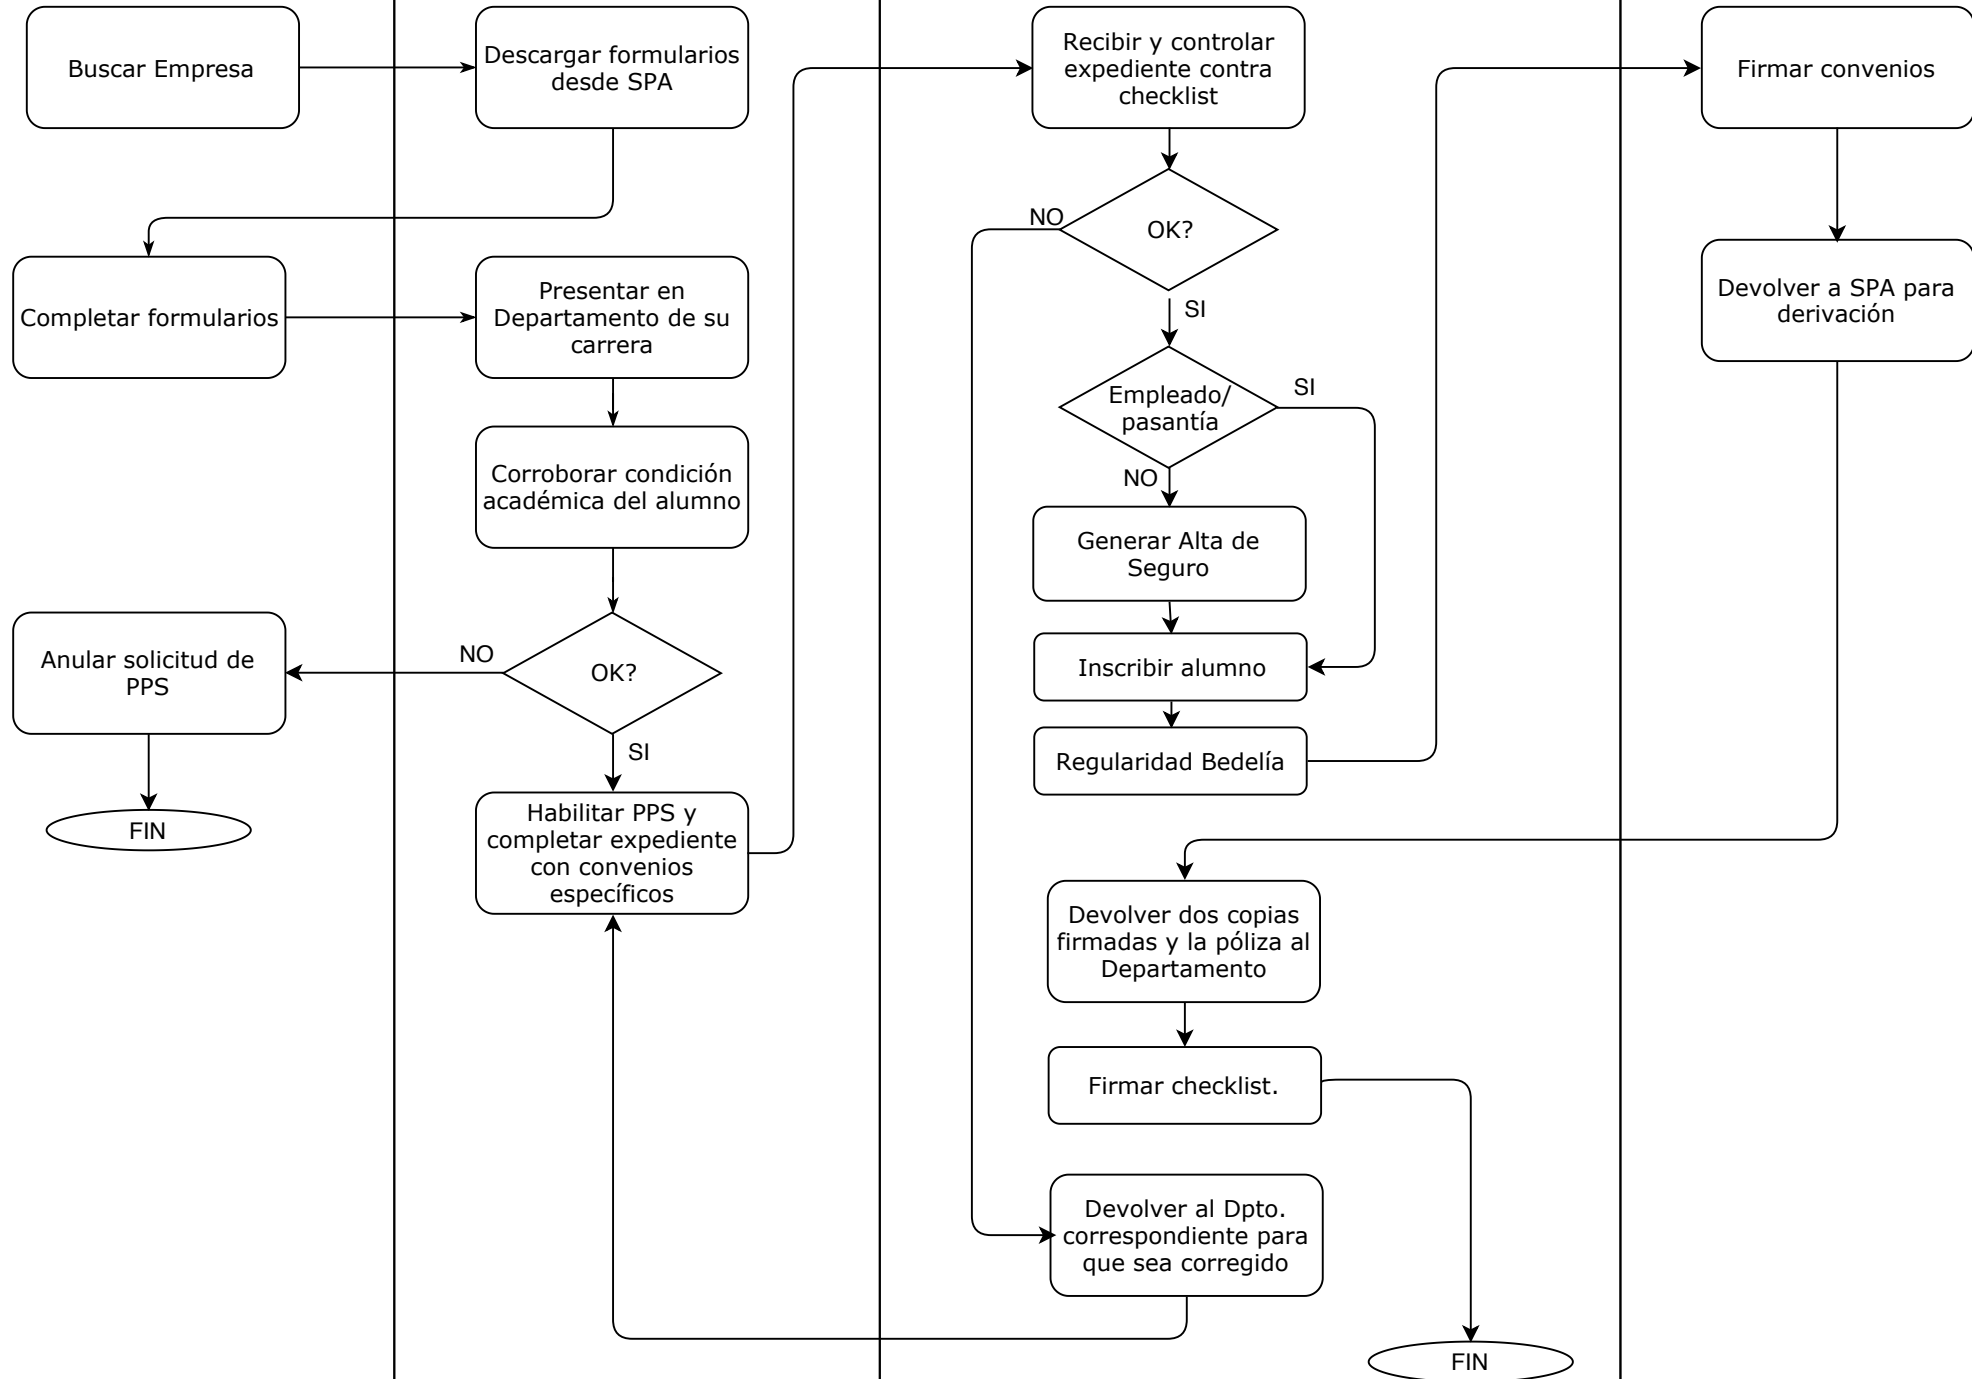 Buscar Empresa
Descargar formularios
desde SPA
Recibir y controlar
expediente contra
checklist
Firmar convenios
NO
OK?
SI
Completar formularios
Presentar en
Departamento de su
carrera
Devolver a SPA para
derivación
Empleado/
pasantía
SI
NO
Corroborar condición
académica del alumno
Generar Alta de
Seguro
Anular solicitud de
PPS
NO
OK?
SI
Inscribir alumno
Regularidad Bedelía
FIN
Habilitar PPS y
completar expediente
con convenios
específicos
Devolver dos copias
firmadas y la póliza al
Departamento
Firmar checklist.
Devolver al Dpto.
correspondiente para
que sea corregido
FIN